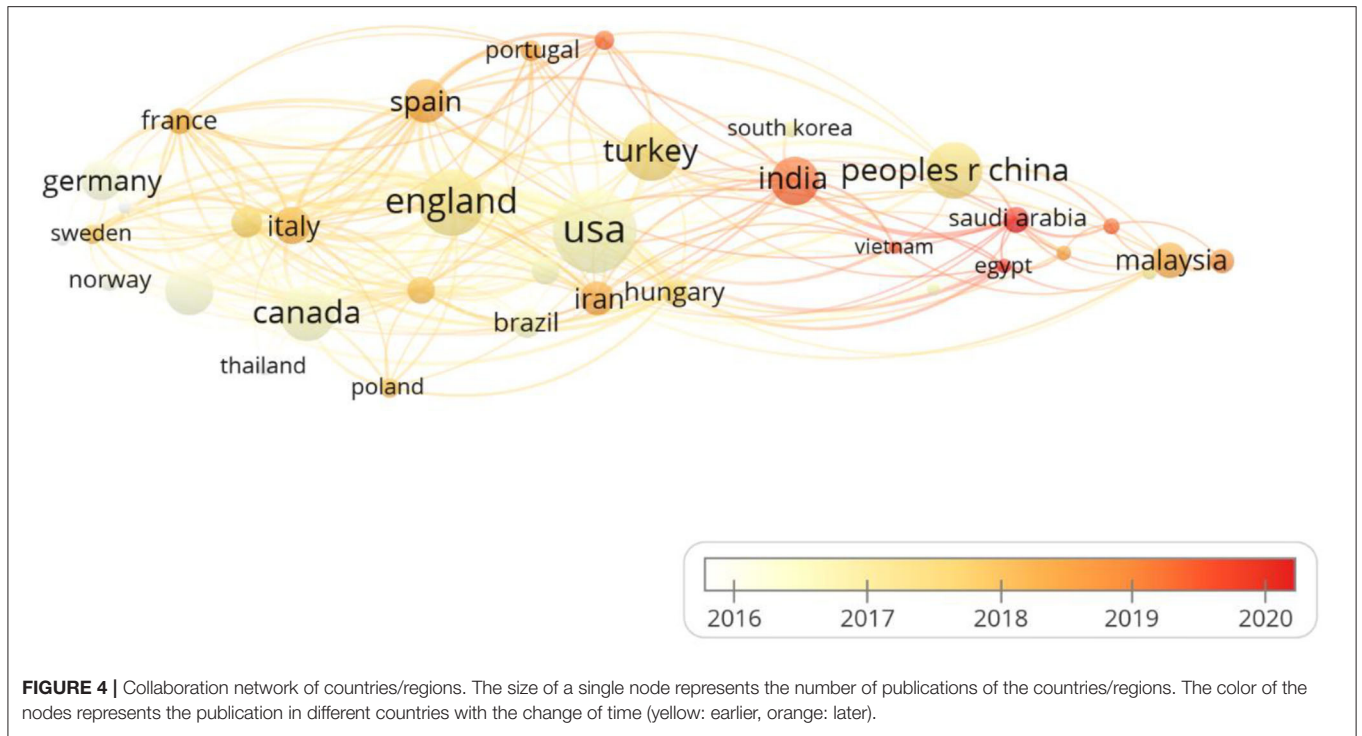 portugal
spain
france
south korea
turkey
peoples r china
india
germany
england
saudi arabia
italy
usa
sweden
vietnam
malaysia
egypt
norway
iran
hungary
canada
brazil
thailand
poland
2016 2017 2018 2019 2020
FIGURE 4 | Collaboration network of countries/regions. The size of a single node represents the number of publications of the countries/regions. The color of the
nodes represents the publication in different countries with the change of time (yellow: earlier, orange: later).